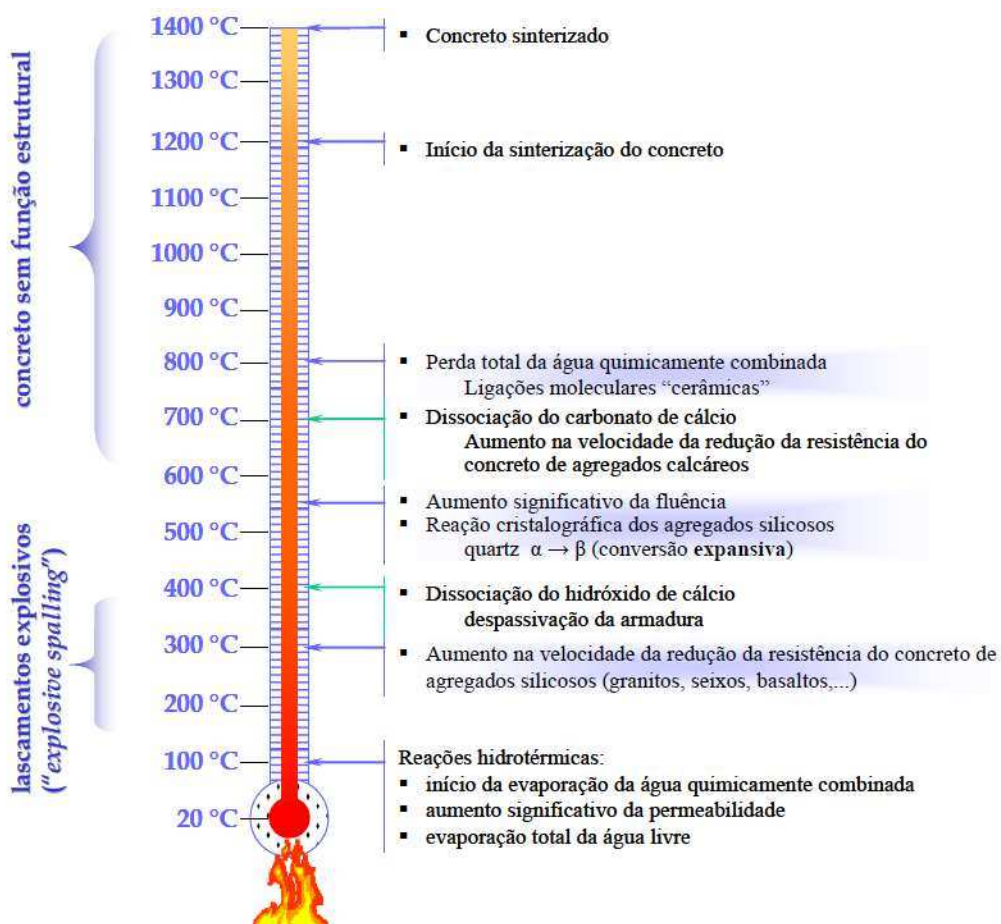 concreto sem função estrutural
lascamentos explosivos
("explosive spalling")
1400 °C
1300 °C
1200 °C
1100 °C
1000 °C
900 °C
800 °C
700 °C
600 °C
500 °C
400 °C
300 °C
200 °C
100 °C
20 °C
▪ Concreto sinterizado
▪ Início da sinterização do concreto
▪ Perda total da água quimicamente combinada
Ligações moleculares “cerâmicas”
▪ Dissociação do carbonato de cálcio
Aumento na velocidade da redução da resistência do
concreto de agregados calcáreos
▪ Aumento significativo da fluência
▪ Reação cristalográfica dos agregados silicosos
quartz α → β (conversão expansiva)
▪ Dissociação do hidróxido de cálcio
despassivação da armadura
▪ Aumento na velocidade da redução da resistência do concreto de
agregados silicosos (granitos, seixos, basaltos,...)
Reações hidrotérmicas:
▪ início da evaporação da água quimicamente combinada
▪ aumento significativo da permeabilidade
▪ evaporação total da água livre